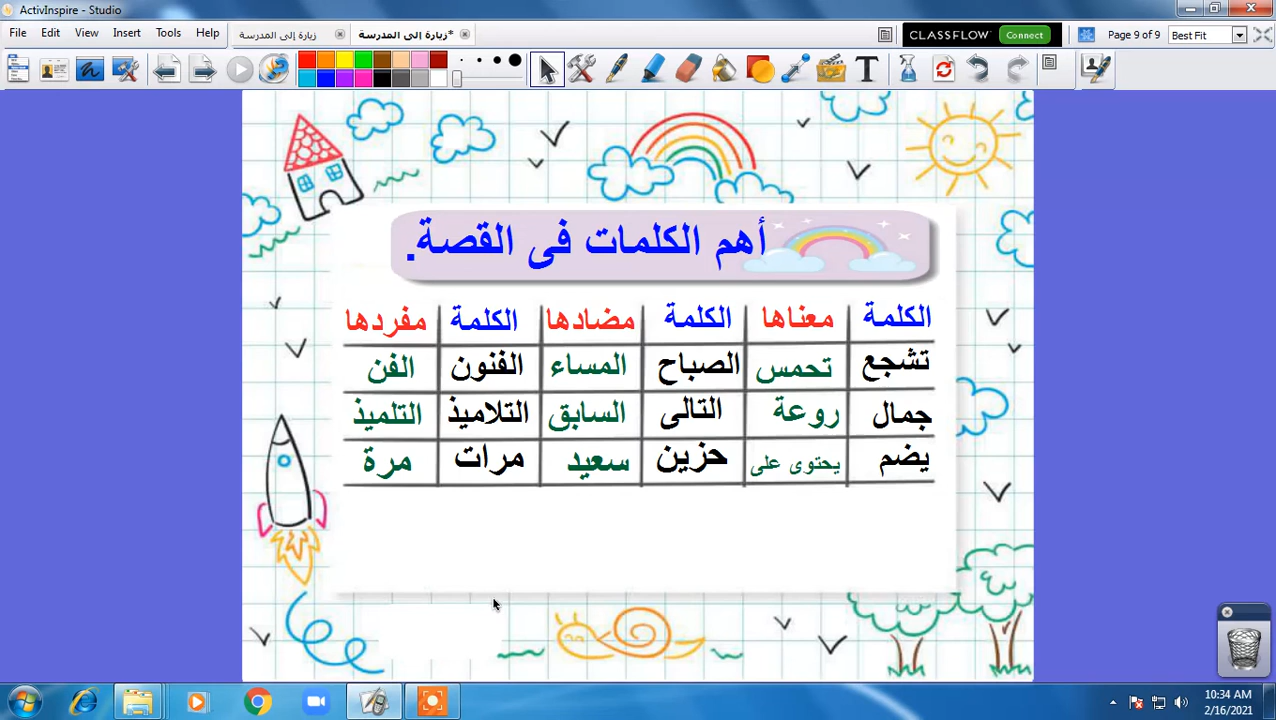 ActivInspire - Studio
File Edit View Insert Tools Help
زيارة إلى المدرسة
زيارة إلى المدرسة*
CLASSFLOW Connect
Page 9 of 9
Best Fit
أهم الكلمات فى القصة.
الكلمة معناها الكلمة مضادها الكلمة مفردها
تشجع تحمس الصباح المساء الفنون الفن
جمال روعة التالى السابق التلاميذ التلميذ
يضم يحتوى على حزين سعيد مرات مرة
10:34 AM
2/16/2021